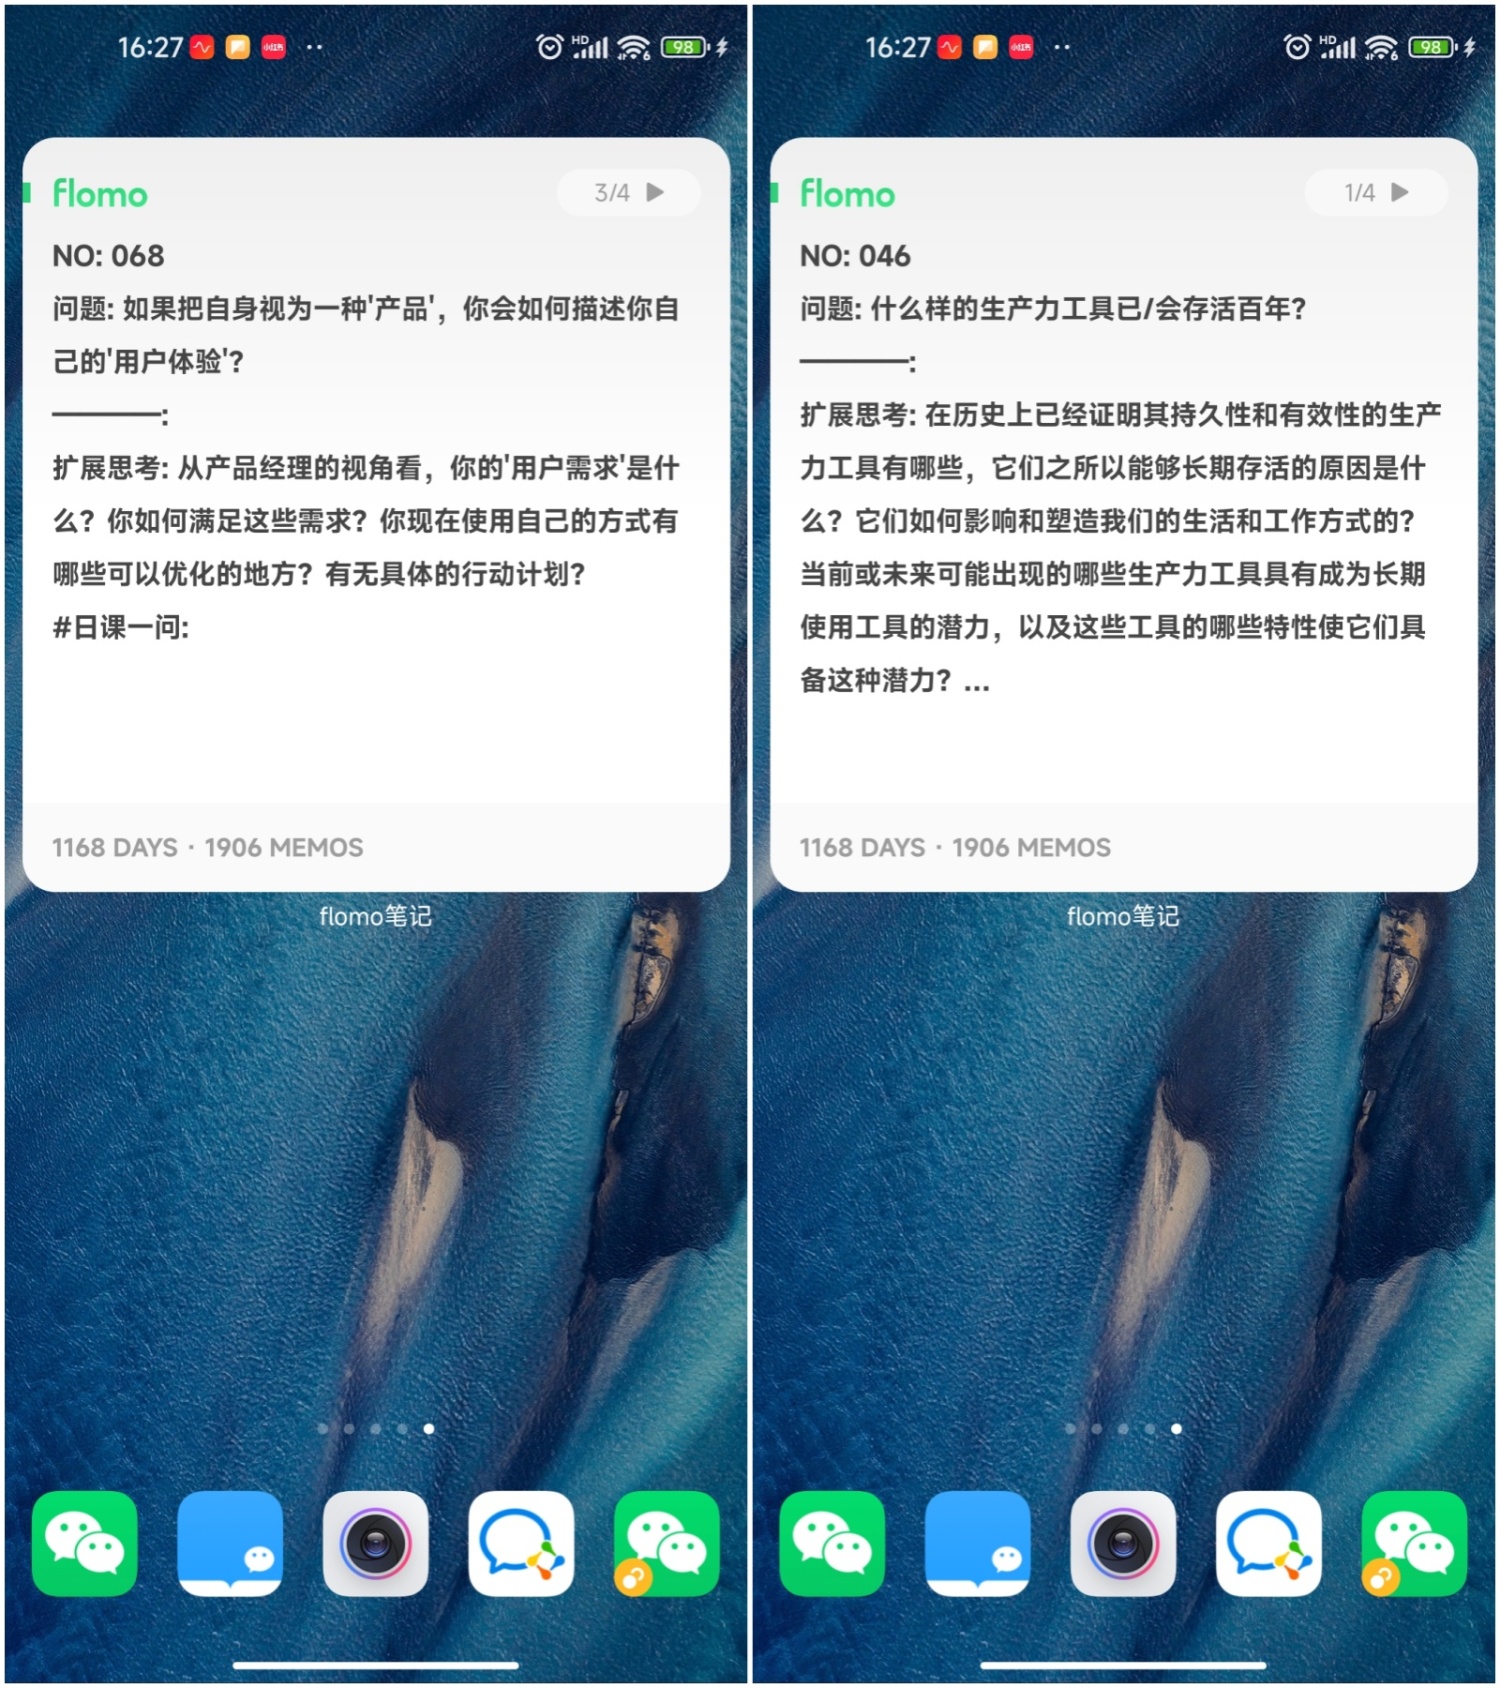 16:27
HD
98
flomo
3/4
NO: 068
问题: 如果把自身视为一种'产品'，你会如何描述你自
己的'用户体验'？
————:
扩展思考: 从产品经理的视角看，你的'用户需求'是什
么？你如何满足这些需求？你现在使用自己的方式有
哪些可以优化的地方？有无具体的行动计划？
#日课一问:
1168 DAYS · 1906 MEMOS
flomo笔记
16:27
HD
98
flomo
1/4
NO: 046
问题: 什么样的生产力工具已/会存活百年？
————:
扩展思考: 在历史上已经证明其持久性和有效性的生产
力工具有哪些，它们之所以能够长期存活的原因是什
么？它们如何影响和塑造我们的生活和工作方式的？
当前或未来可能出现的哪些生产力工具具有成为长期
使用工具的潜力，以及这些工具的哪些特性使它们具
备这种潜力？...
1168 DAYS · 1906 MEMOS
flomo笔记